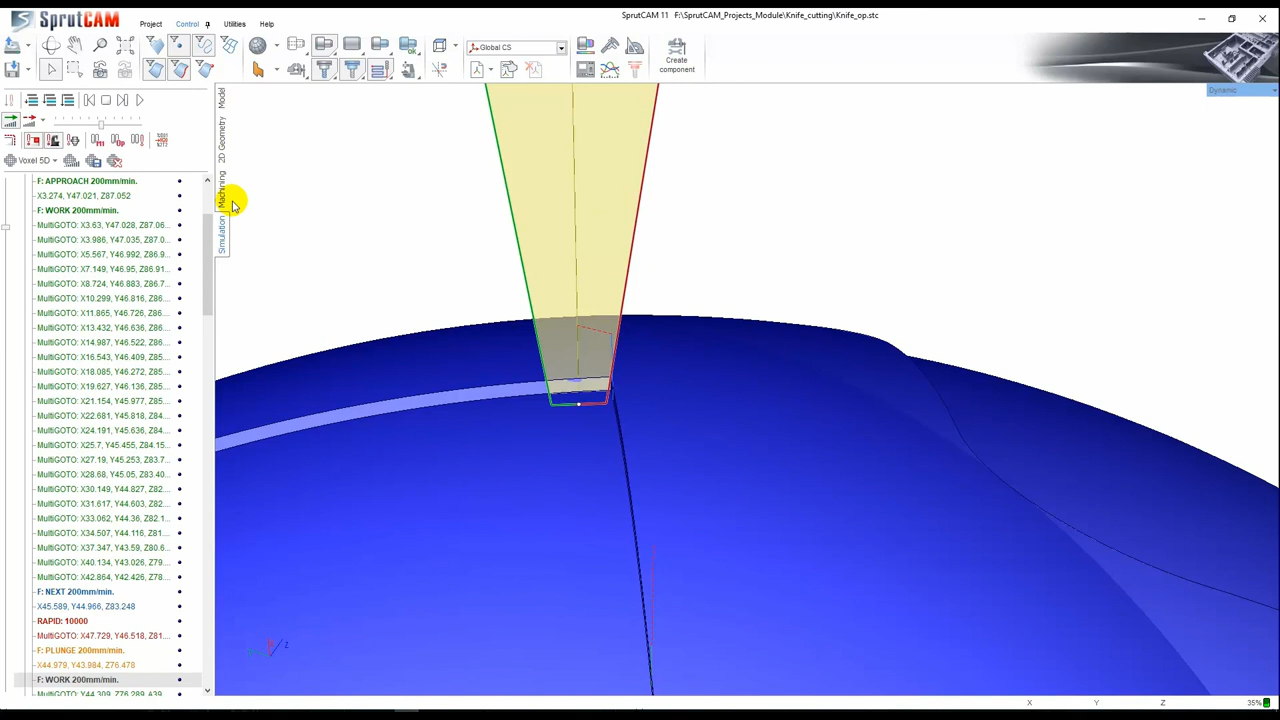 SprutCAM
Project
Control
Utilities
Help
SprutCAM 11 F:\SprutCAM_Projects_Module\Knife_cutting\Knife_op.stc
Global CS
Create
component
Dynamic
Model
2D Geometry
Machining
Simulation
Voxel 5D
F: APPROACH 200mm/min.
X3.274, Y47.021, Z87.052
F: WORK 200mm/min.
MultiGOTO: X3.63, Y47.028, Z87.06...
MultiGOTO: X3.986, Y47.035, Z87.0...
MultiGOTO: X5.567, Y46.992, Z86.9...
MultiGOTO: X7.149, Y46.95, Z86.91...
MultiGOTO: X8.724, Y46.883, Z86.7...
MultiGOTO: X10.299, Y46.816, Z86...
MultiGOTO: X11.865, Y46.726, Z86...
MultiGOTO: X13.432, Y46.636, Z86...
MultiGOTO: X14.987, Y46.522, Z86...
MultiGOTO: X16.543, Y46.409, Z85...
MultiGOTO: X18.085, Y46.272, Z85...
MultiGOTO: X19.627, Y46.136, Z85...
MultiGOTO: X21.154, Y45.977, Z85...
MultiGOTO: X22.681, Y45.818, Z84...
MultiGOTO: X24.191, Y45.636, Z84...
MultiGOTO: X25.7, Y45.455, Z84.15...
MultiGOTO: X27.19, Y45.253, Z83.7...
MultiGOTO: X28.68, Y45.05, Z83.40...
MultiGOTO: X30.149, Y44.827, Z82...
MultiGOTO: X31.617, Y44.603, Z82...
MultiGOTO: X33.062, Y44.36, Z82.1...
MultiGOTO: X34.507, Y44.116, Z81...
MultiGOTO: X37.347, Y43.59, Z80.6...
MultiGOTO: X40.134, Y43.026, Z79...
MultiGOTO: X42.864, Y42.426, Z78...
F: NEXT 200mm/min.
X45.589, Y44.966, Z83.248
RAPID: 10000
MultiGOTO: X47.729, Y46.518, Z81...
F: PLUNGE 200mm/min.
X44.979, Y43.984, Z76.478
F: WORK 200mm/min.
MultiGOTO: Y44.309, Z76.289, A39
Z
X
Y
Z
35%